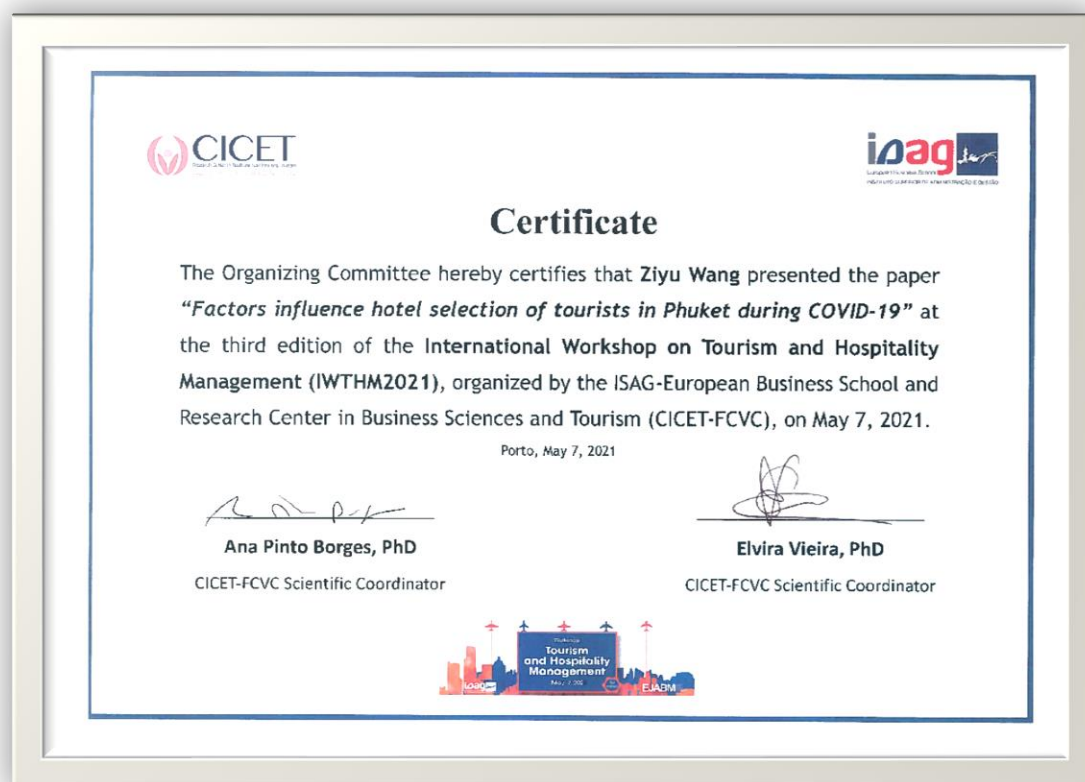 CICET
isag
Certificate
The Organizing Committee hereby certifies that Ziyu Wang presented the paper
“Factors influence hotel selection of tourists in Phuket during COVID-19” at
the third edition of the International Workshop on Tourism and Hospitality
Management (IWTHM2021), organized by the ISAG-European Business School and
Research Center in Business Sciences and Tourism (CICET-FCVC), on May 7, 2021.
Porto, May 7, 2021
Ana Pinto Borges, PhD
Elvira Vieira, PhD
CICET-FCVC Scientific Coordinator
CICET-FCVC Scientific Coordinator
Workshop
Tourism
and Hospitality
Management
isag
EJABM